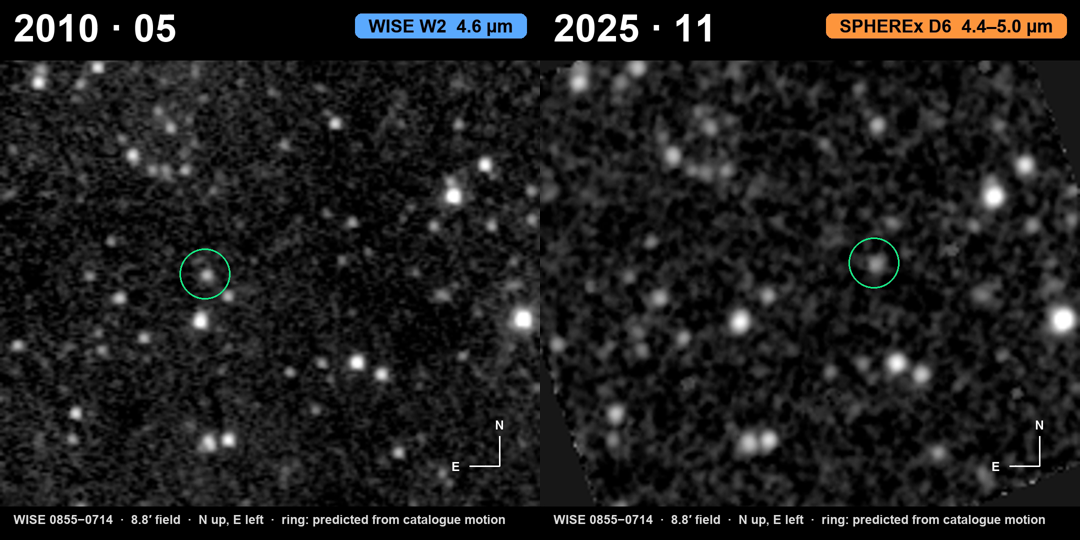 2010 · 05
WISE W2 4.6 µm
2025 · 11
SPHEREx D6 4.4–5.0 µm
N
E
N
E
WISE 0855−0714 · 8.8′ field · N up, E left · ring: predicted from catalogue motion
WISE 0855−0714 · 8.8′ field · N up, E left · ring: predicted from catalogue motion